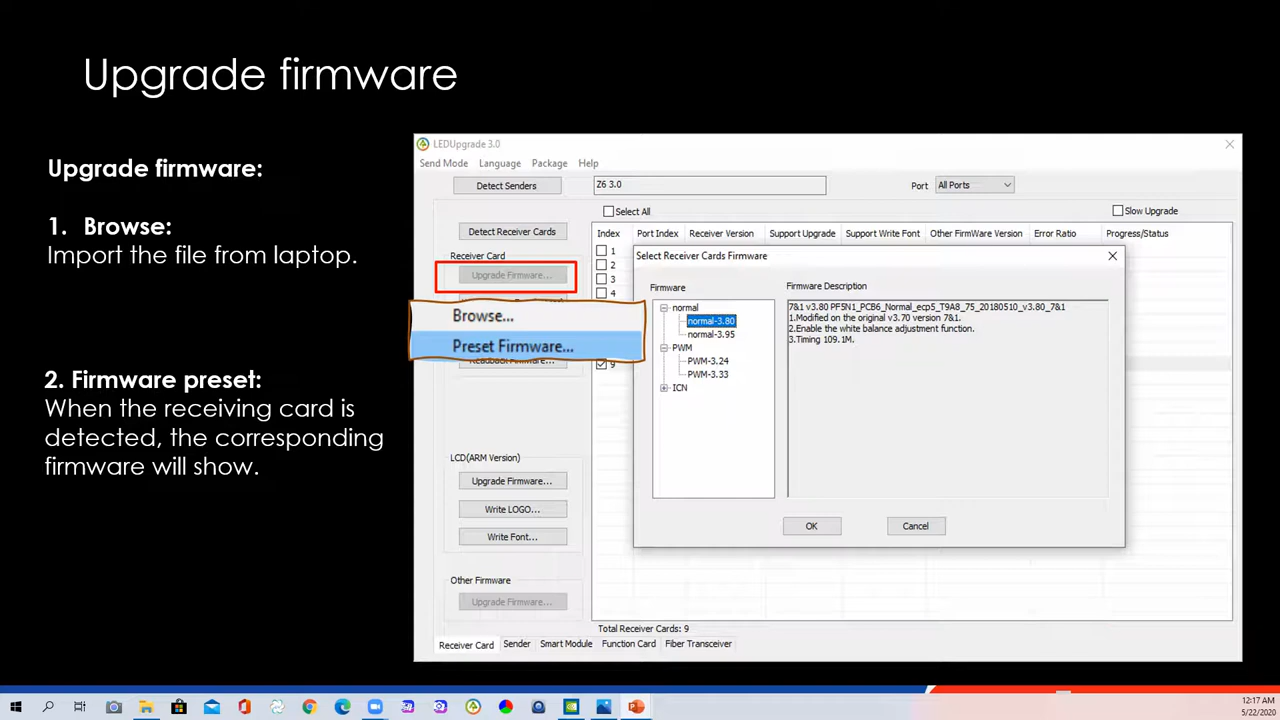 Upgrade firmware
Upgrade firmware:
1. Browse:
Import the file from laptop.
2. Firmware preset:
When the receiving card is
detected, the corresponding
firmware will show.
LEDUpgrade 3.0
Send Mode Language Package Help
Detect Senders Z6 3.0 Port All Ports
Select All Slow Upgrade
Detect Receiver Cards Index Port Index Receiver Version Support Upgrade Support Write Font Other FirmWare Version Error Ratio Progress/Status
1
2
3
4
9
Receiver Card
Upgrade Firmware...
Browse...
Preset Firmware...
Readback Firmware...
Select Receiver Cards Firmware
Firmware
normal
normal-3.80
normal-3.95
PWM
PWM-3.24
PWM-3.33
ICN
Firmware Description
7&1 v3.80 PF5N1_PCB6_Normal_ecp5_T9A8_75_20180510_v3.80_7&1
1.Modified on the original v3.70 version 7&1.
2.Enable the white balance adjustment function.
3.Timing 109.1M.
OK Cancel
LCD(ARM Version)
Upgrade Firmware...
Write LOGO...
Write Font...
Other Firmware
Upgrade Firmware...
Total Receiver Cards: 9
Receiver Card Sender Smart Module Function Card Fiber Transceiver
12:17 AM
5/22/2020